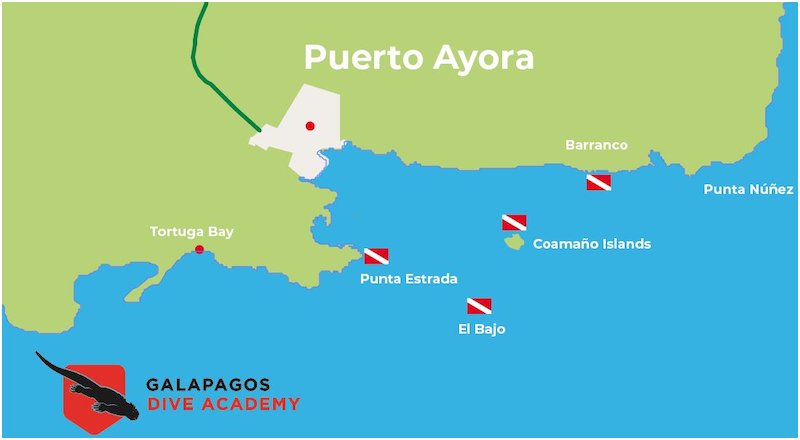 Puerto Ayora
Barranco
Punta Núñez
Tortuga Bay
Coamaño Islands
Punta Estrada
El Bajo
GALAPAGOS
DIVE ACADEMY